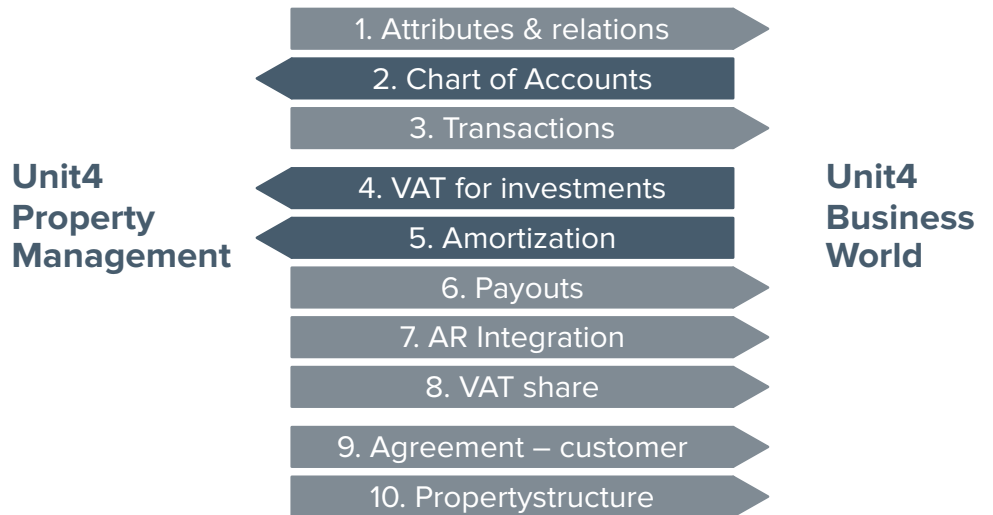 1. Attributes & relations
2. Chart of Accounts
3. Transactions
Unit4
Property
Management
4. VAT for investments
5. Amortization
Unit4
Business
World
6. Payouts
7. AR Integration
8. VAT share
9. Agreement – customer
10. Propertystructure